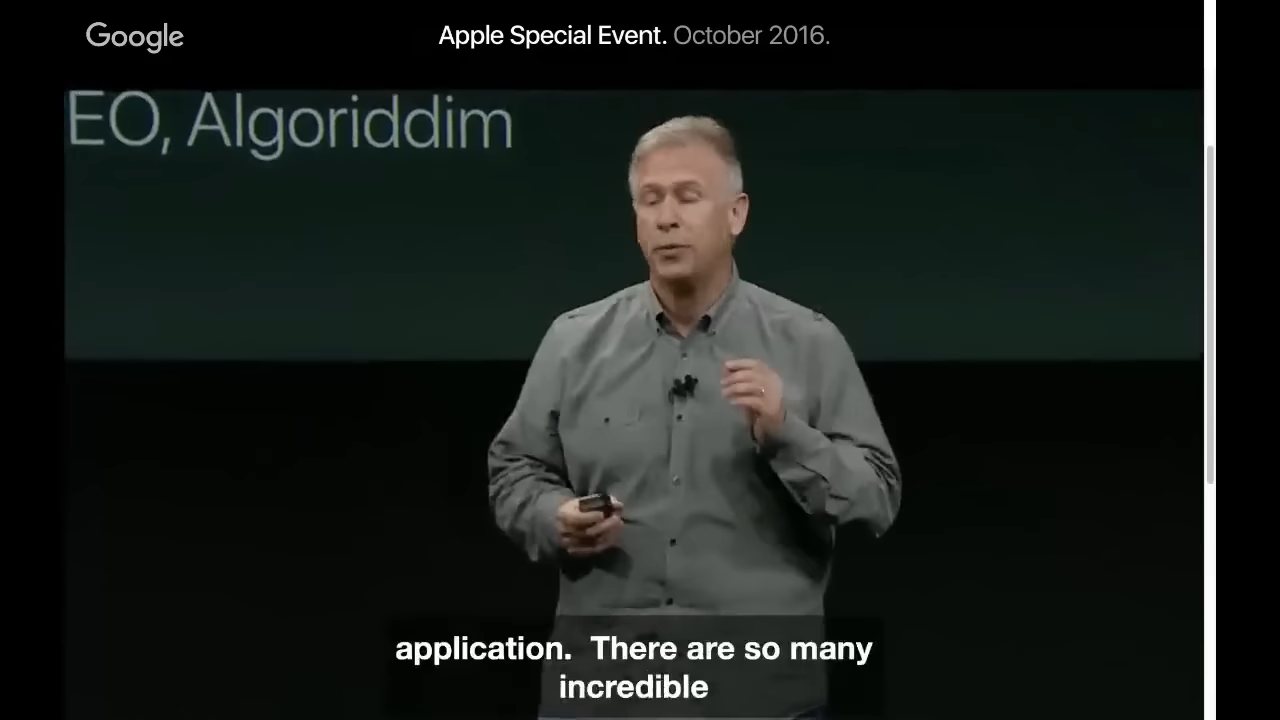 Google
Apple Special Event. October 2016.
EO, Algoriddim
application. There are so many
incredible